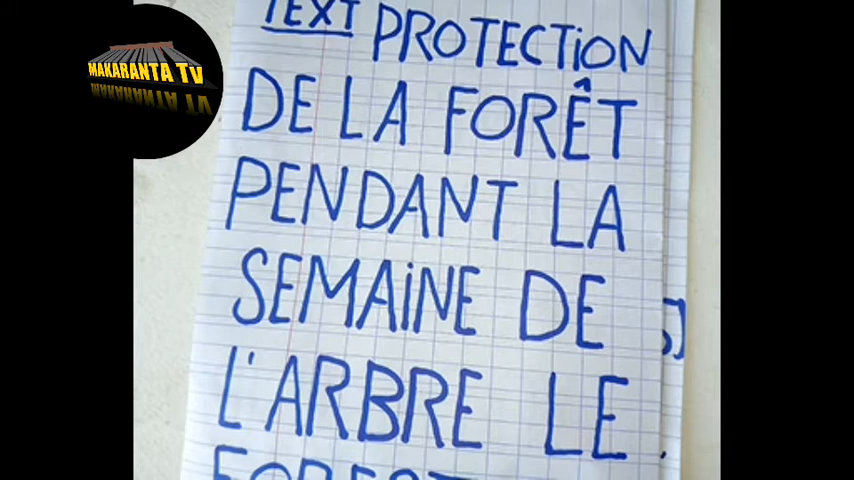 TEXT PROTECTION
MAKARANTA TV
DE LA FORÊT
PENDANT LA
SEMAINE DE
L'ARBRE LE